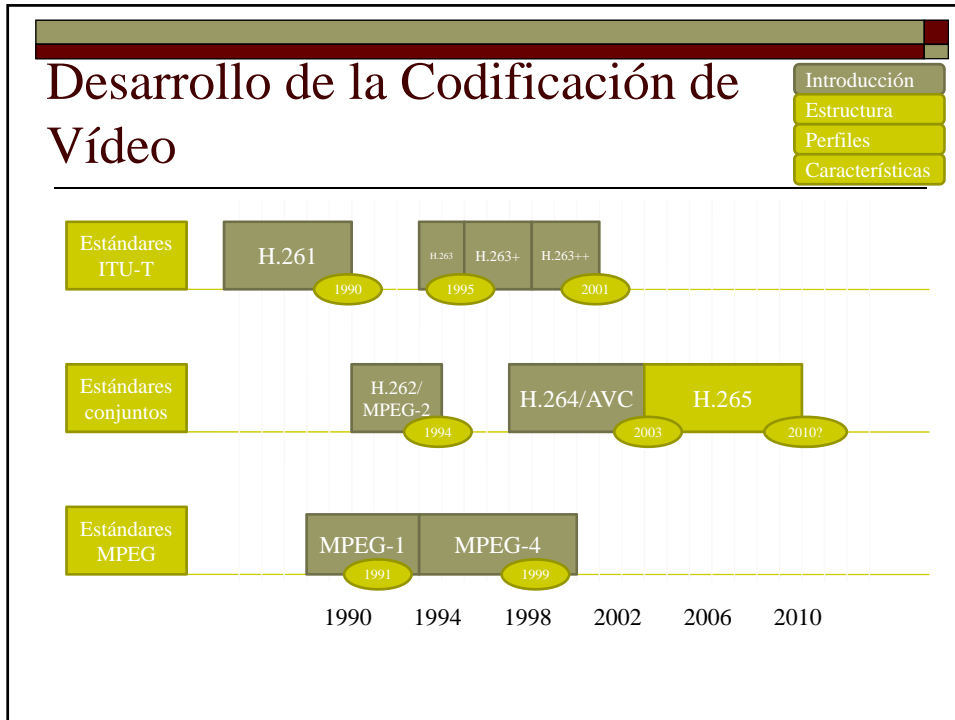 Desarrollo de la Codificación de
Vídeo
Introducción
Estructura
Perfiles
Características
Estándares
ITU-T
H.261
1990
H.263
H.263+
H.263++
1995
2001
Estándares
conjuntos
H.262/
MPEG-2
1994
H.264/AVC
2003
H.265
2010?
Estándares
MPEG
MPEG-1
1991
MPEG-4
1999
1990 1994 1998 2002 2006 2010